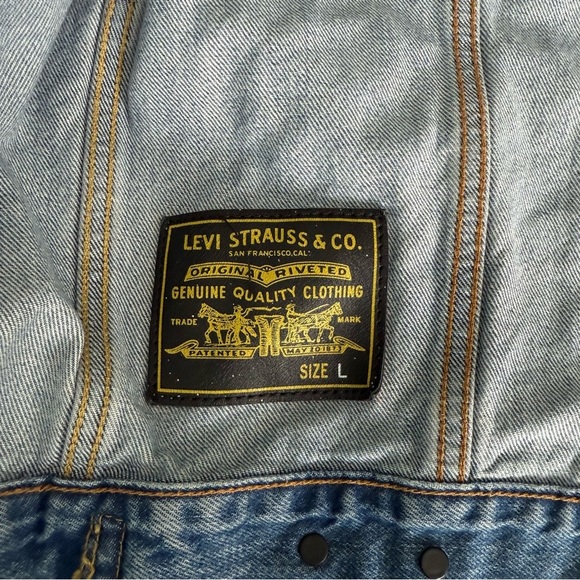 LEVI STRAUSS & CO.
SAN FRANCISCO, CAL.
ORIGINAL RIVETED
GENUINE QUALITY CLOTHING
TRADE MARK
PATENTED MAY 20 1873
SIZE L